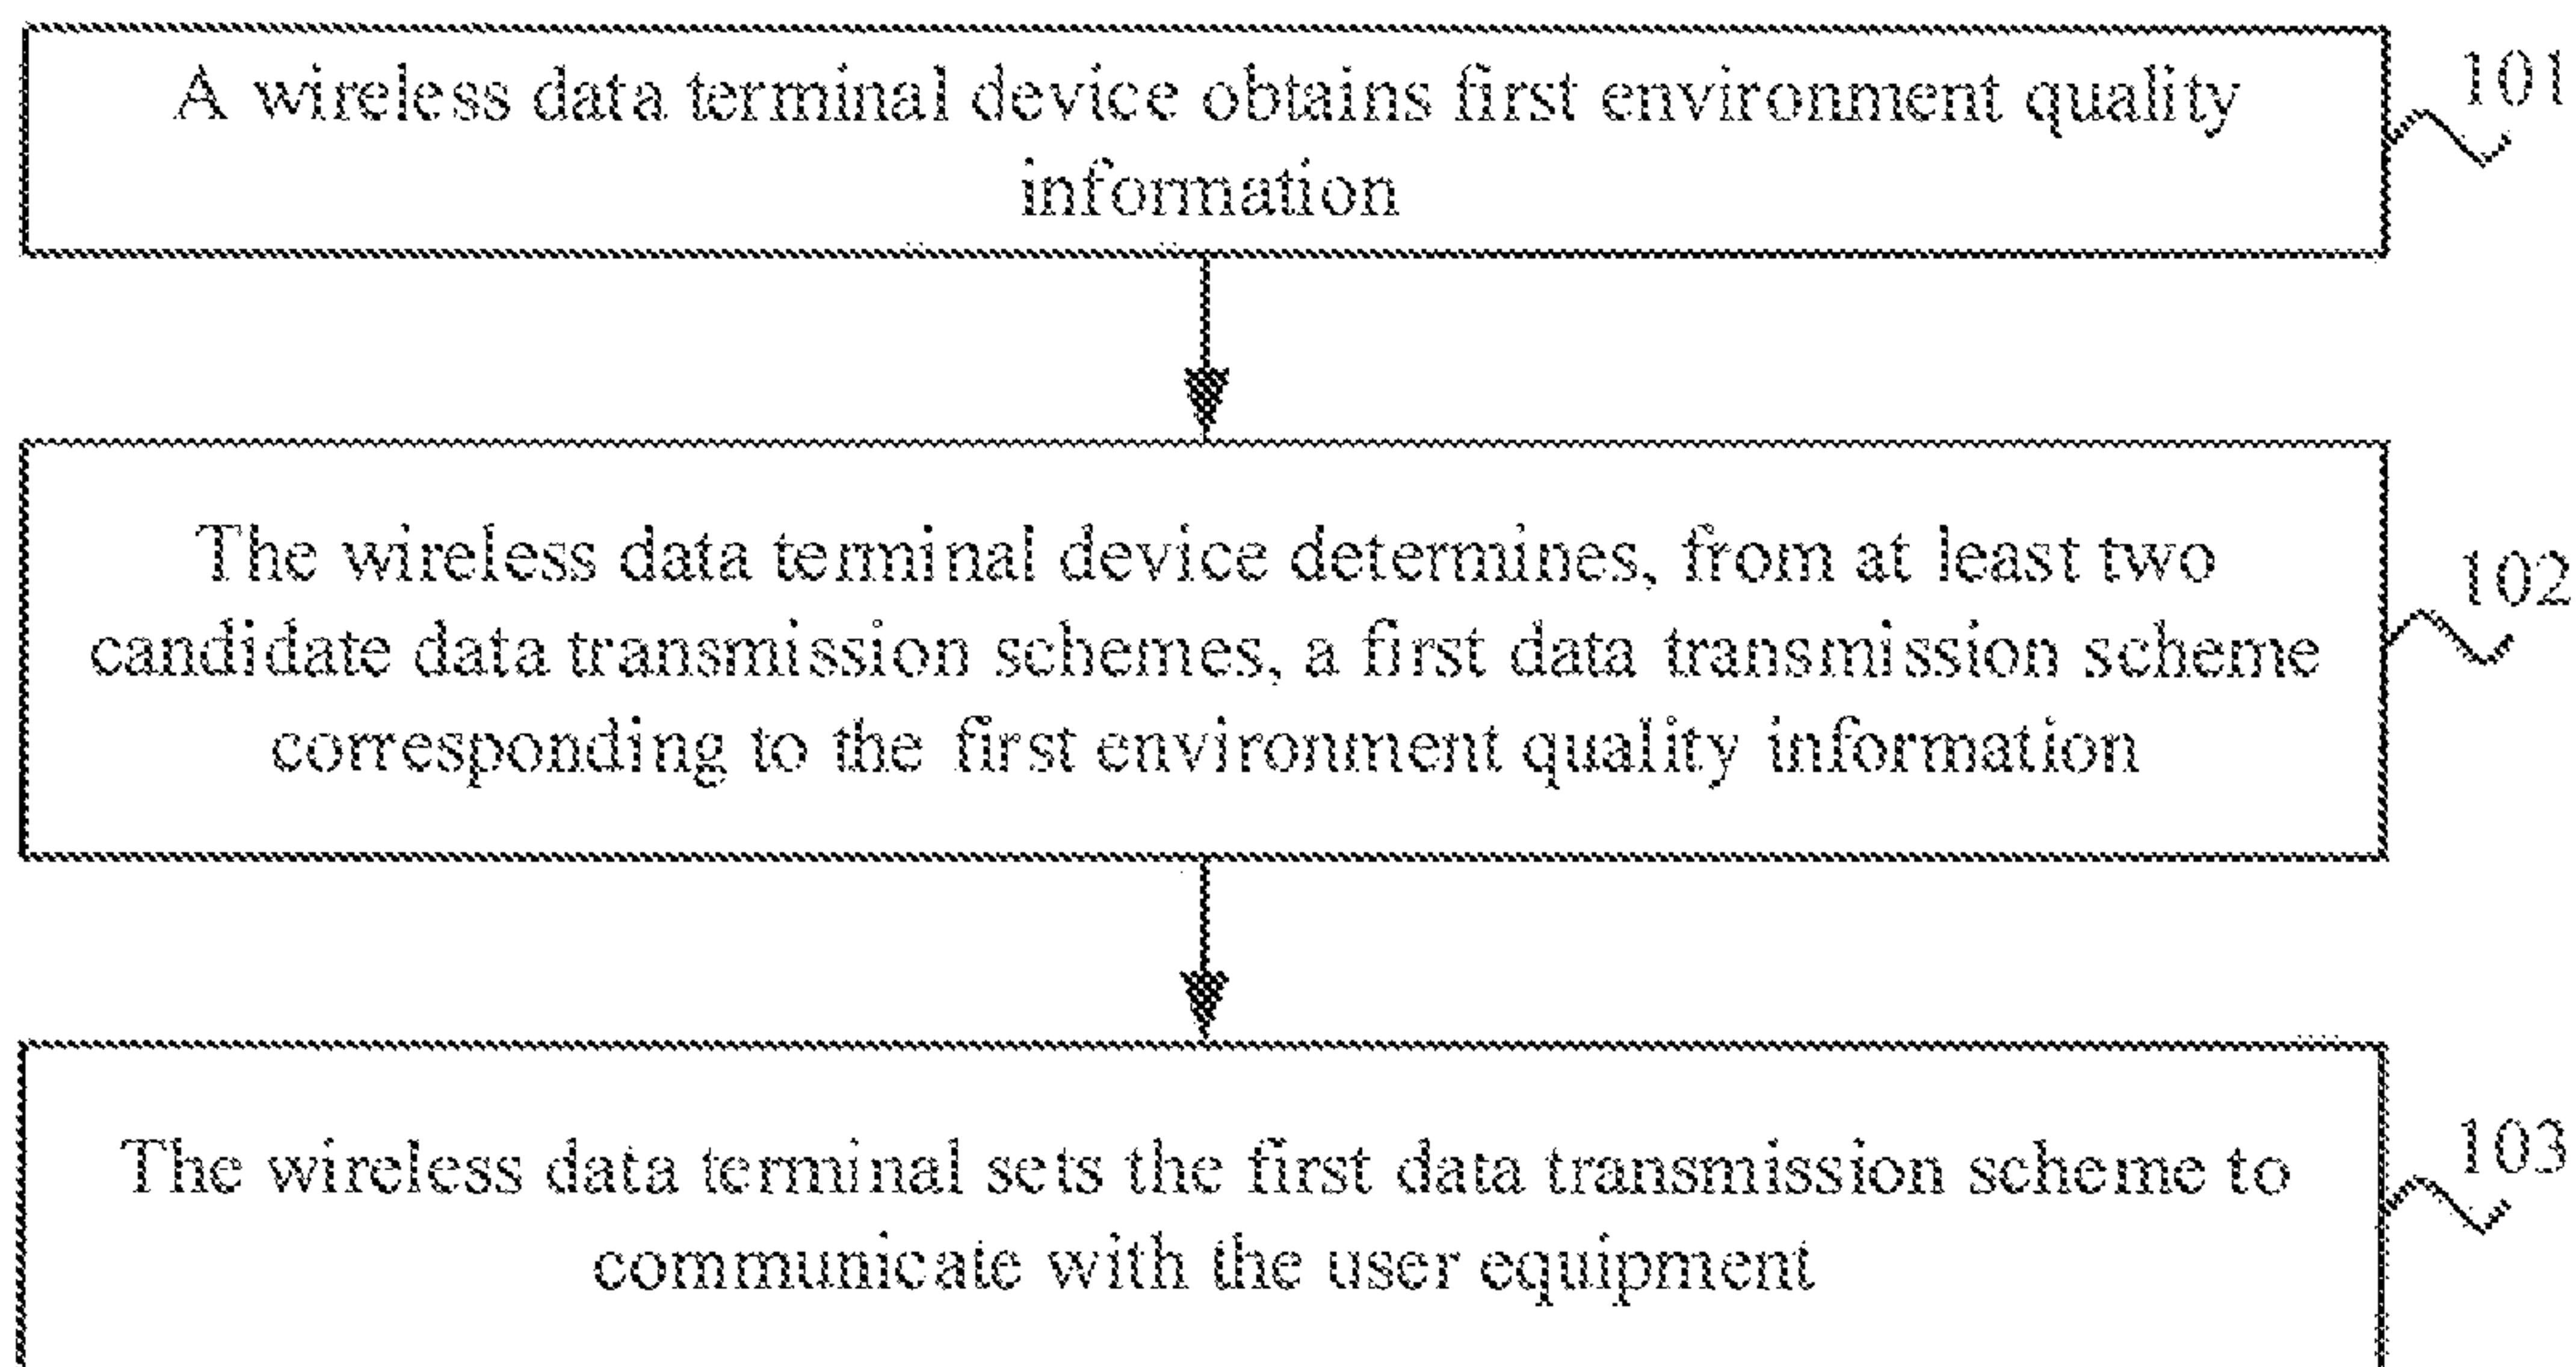 A wireless data terminal device obtains first environment quality
information
101
The wireless data terminal device determines, from at least two
candidate data transmission schemes, a first data transmission scheme
corresponding to the first environment quality information
102
The wireless data terminal sets the first data transmission scheme to
communicate with the user equipment
103